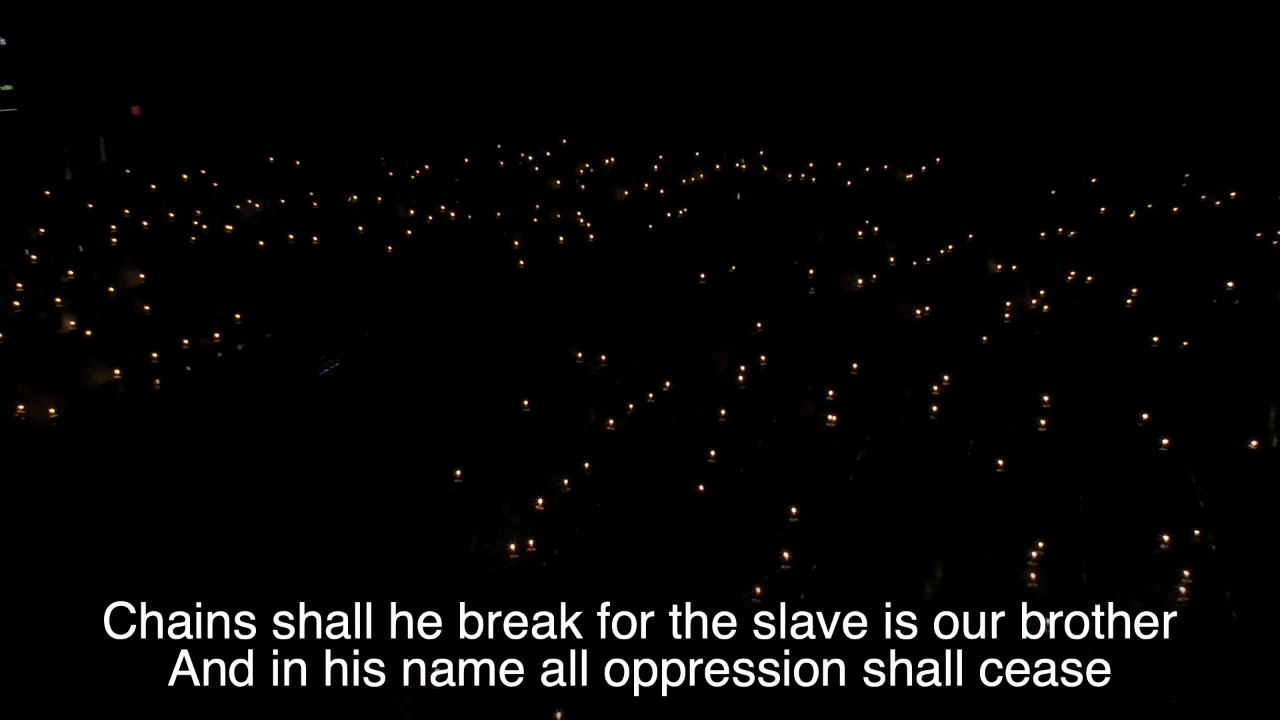 Chains shall he break for the slave is our brother
And in his name all oppression shall cease